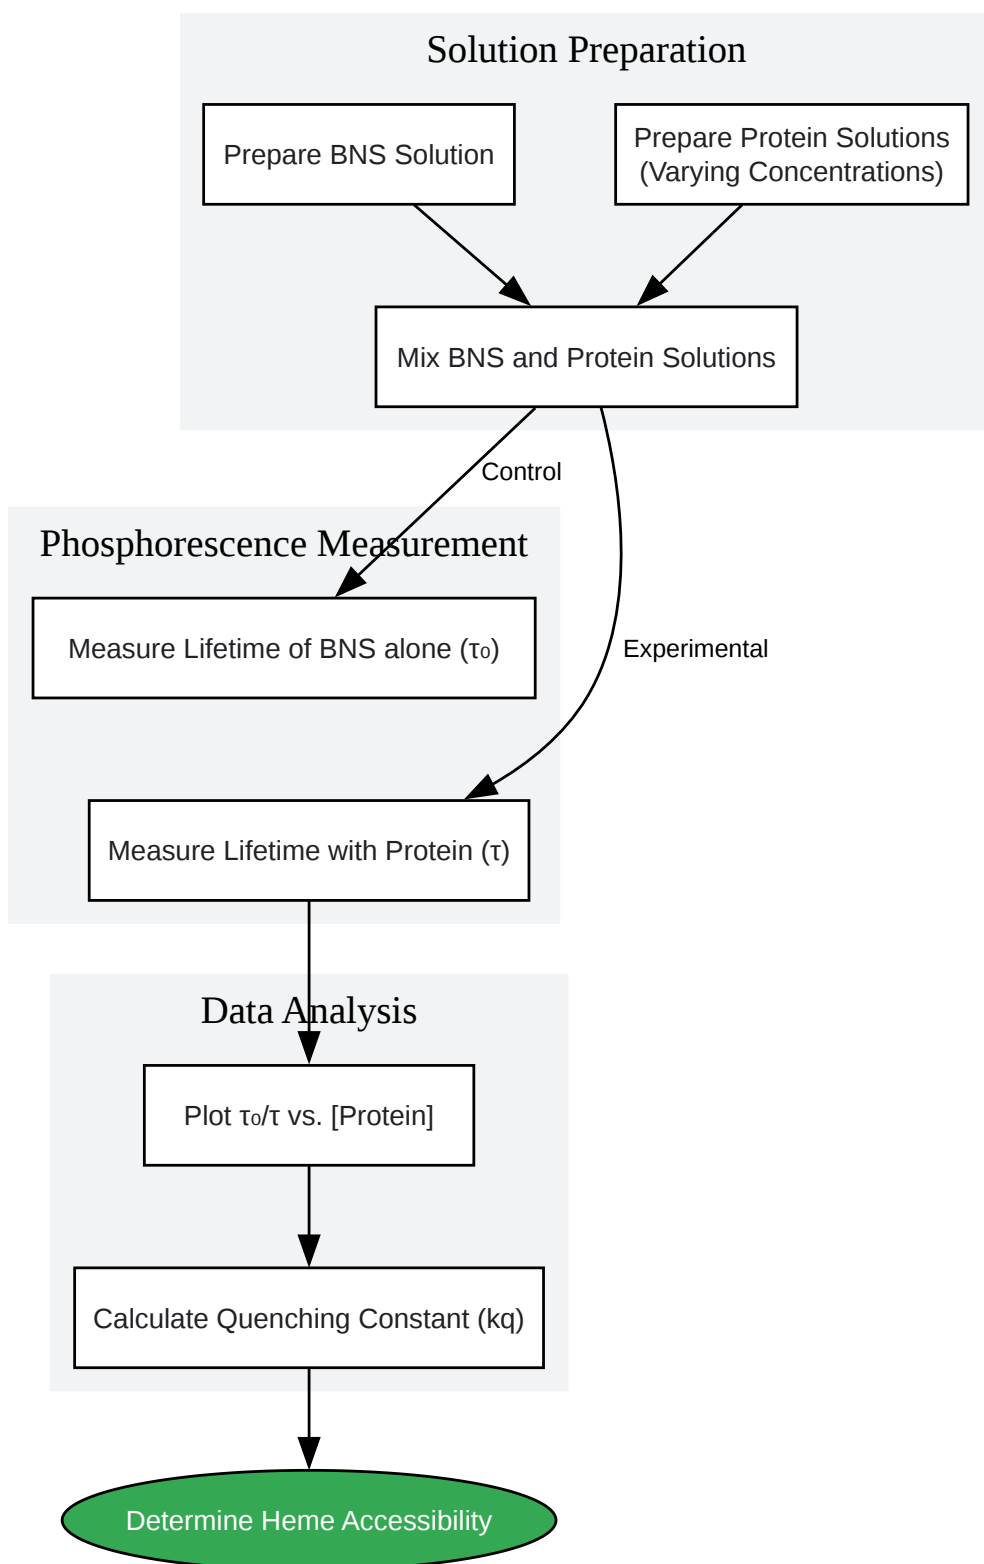 Solution Preparation
Prepare BNS Solution
Prepare Protein Solutions
(Varying Concentrations)
Mix BNS and Protein Solutions
Control
Phosphorescence Measurement
Measure Lifetime of BNS alone (τ₀)
Experimental
Measure Lifetime with Protein (τ)
Data Analysis
Plot τ₀/τ vs. [Protein]
Calculate Quenching Constant (kq)
Determine Heme Accessibility